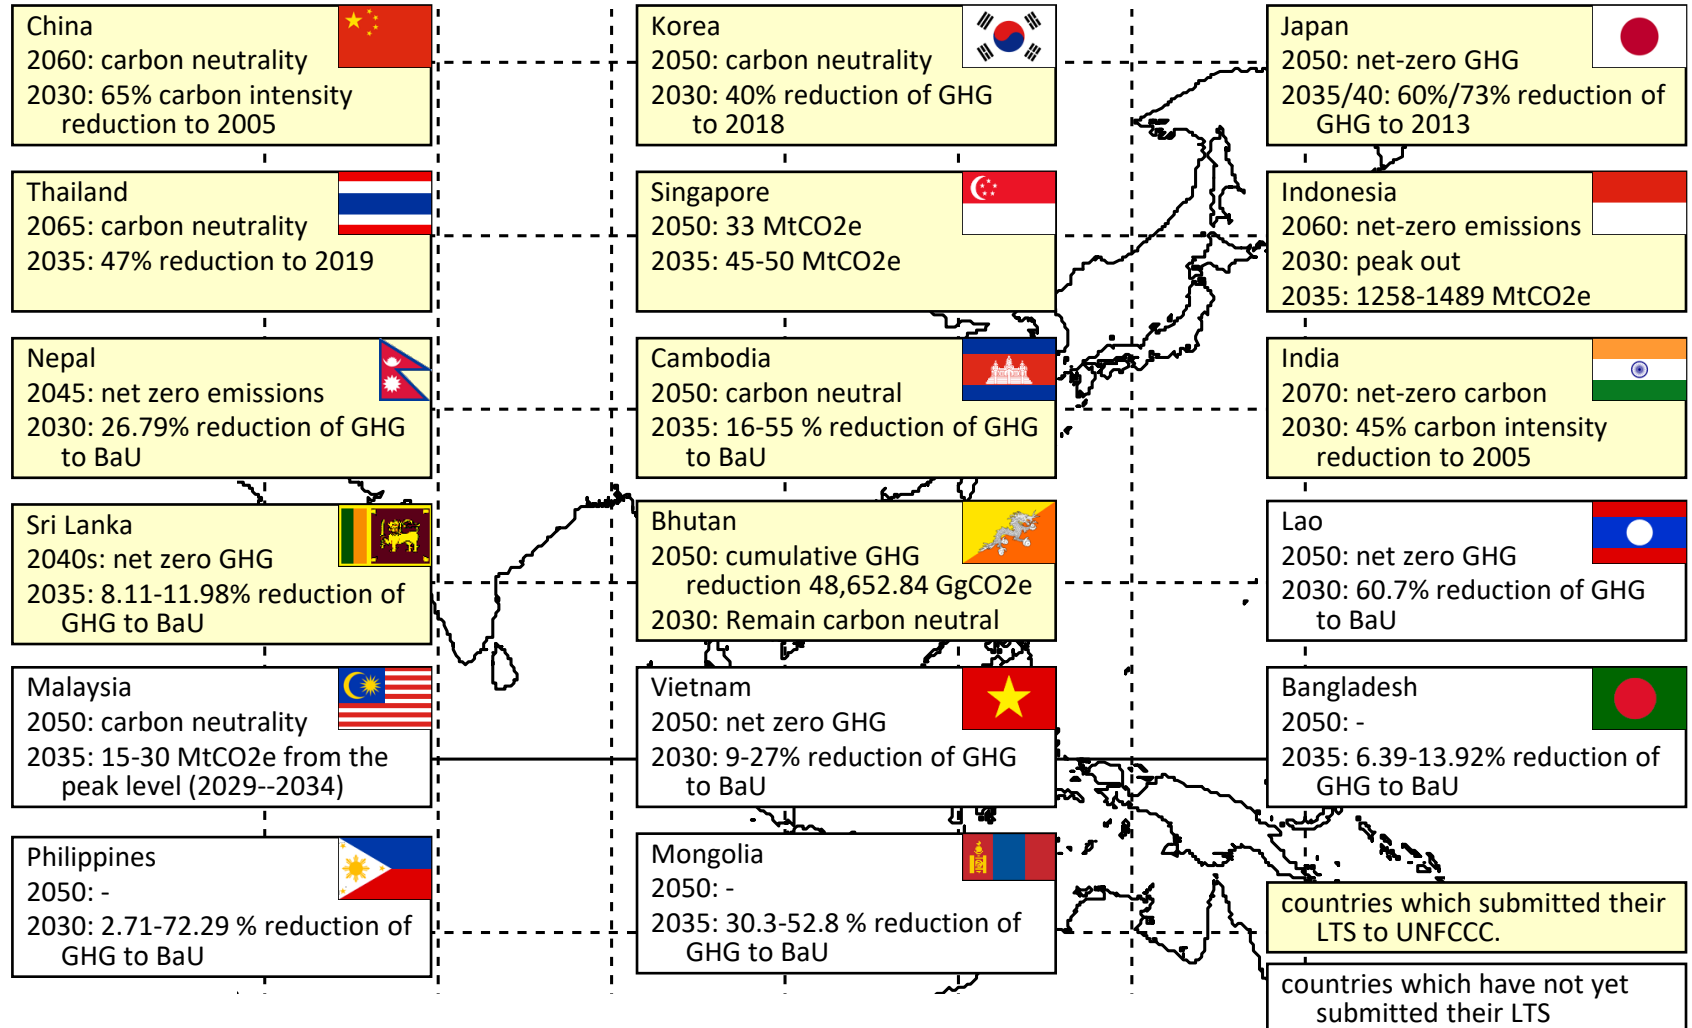 China
2060: carbon neutrality
2030: 65% carbon intensity
reduction to 2005
Korea
2050: carbon neutrality
2030: 40% reduction of GHG
to 2018
Japan
2050: net-zero GHG
2035/40: 60%/73% reduction of
GHG to 2013
Thailand
2065: carbon neutrality
2035: 47% reduction to 2019
Singapore
2050: 33 MtCO2e
2035: 45-50 MtCO2e
Indonesia
2060: net-zero emissions
2030: peak out
2035: 1258-1489 MtCO2e
Nepal
2045: net zero emissions
2030: 26.79% reduction of GHG
to BaU
Cambodia
2050: carbon neutral
2035: 16-55 % reduction of GHG
to BaU
India
2070: net-zero carbon
2030: 45% carbon intensity
reduction to 2005
Sri Lanka
2040s: net zero GHG
2035: 8.11-11.98% reduction of
GHG to BaU
Bhutan
2050: cumulative GHG
reduction 48,652.84 GgCO2e
2030: Remain carbon neutral
Lao
2050: net zero GHG
2030: 60.7% reduction of GHG
to BaU
Malaysia
2050: carbon neutrality
2035: 15-30 MtCO2e from the
peak level (2029--2034)
Vietnam
2050: net zero GHG
2030: 9-27% reduction of GHG
to BaU
Bangladesh
2050: -
2035: 6.39-13.92% reduction of
GHG to BaU
Philippines
2050: -
2030: 2.71-72.29 % reduction of
GHG to BaU
Mongolia
2050: -
2035: 30.3-52.8 % reduction of
GHG to BaU
countries which submitted their
LTS to UNFCCC.
countries which have not yet
submitted their LTS